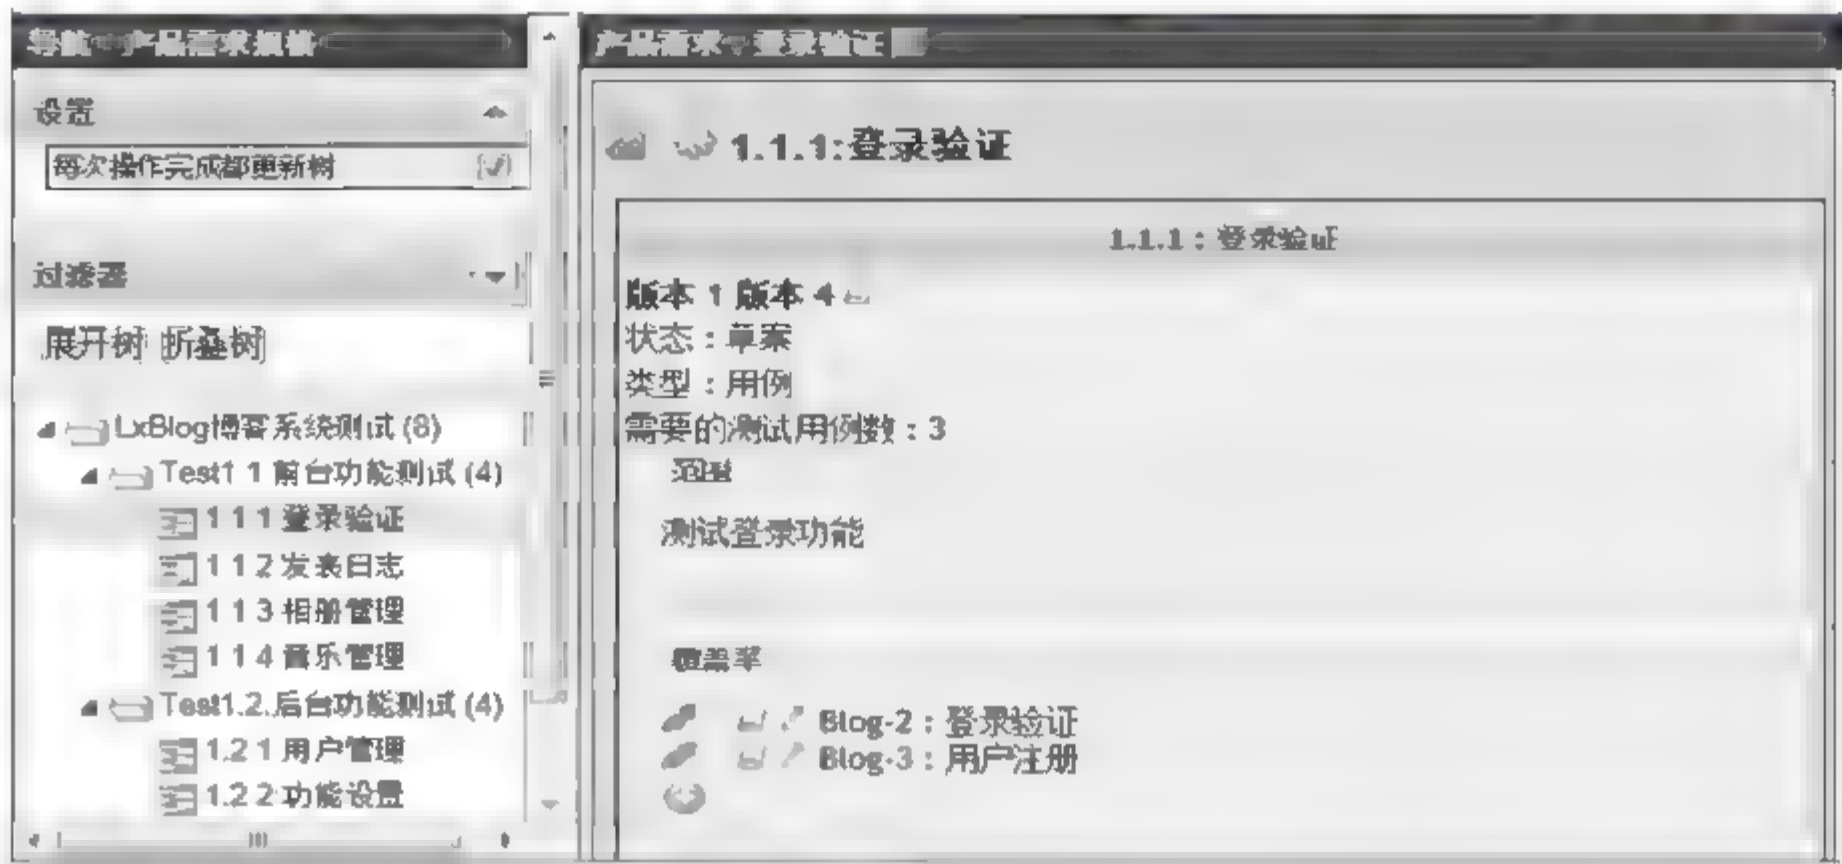 导航 - 产品需求规格
设置
每次操作完成都更新树
过滤器
展开树 折叠树
LxBlog博客系统测试 (8)
Test1 1 前台功能测试 (4)
1 1 1 登录验证
1 1 2 发表日志
1 1 3 相册管理
1 1 4 音乐管理
Test1.2.后台功能测试 (4)
1.2 1 用户管理
1.2 2 功能设置
产品需求 - 登录验证
1.1.1:登录验证
1.1.1 : 登录验证
版本 1 版本 4
状态 : 草案
类型 : 用例
需要的测试用例数 : 3
范围
测试登录功能
覆盖率
Blog-2 : 登录验证
Blog-3 : 用户注册